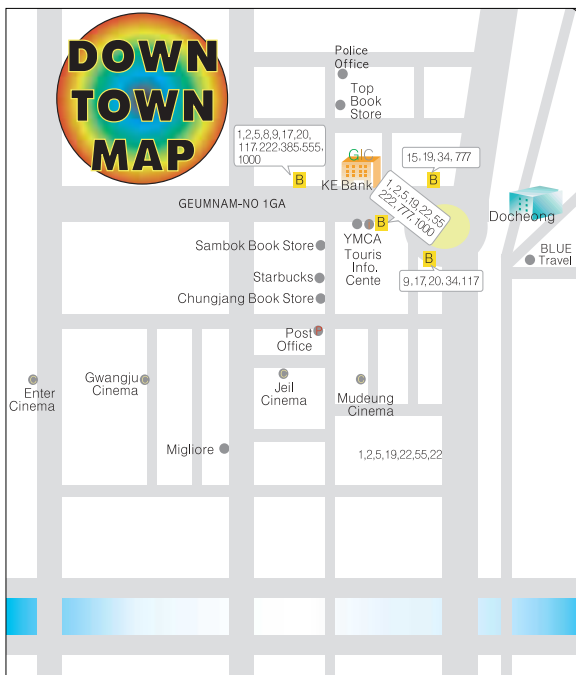 DOWN
TOWN
MAP
Police
Office
Top
Book
Store
1,2,5,8,9,17,20,
117,222,385,555,
1000
B
GIC
KE Bank
15,19,34,777
B
GEUMNAM-NO 1GA
1,2,5,19,22,55
222,777,1000
B
Docheong
YMCA
Touris
Info.
Cente
Sambok Book Store
B
9,17,20,34,117
BLUE
Travel
Starbucks
Chungjang Book Store
Post P
Office
C
Enter
Cinema
Gwangju C
Cinema
C
Jeil
Cinema
C
Mudeung
Cinema
Migliore
1,2,5,19,22,55,22